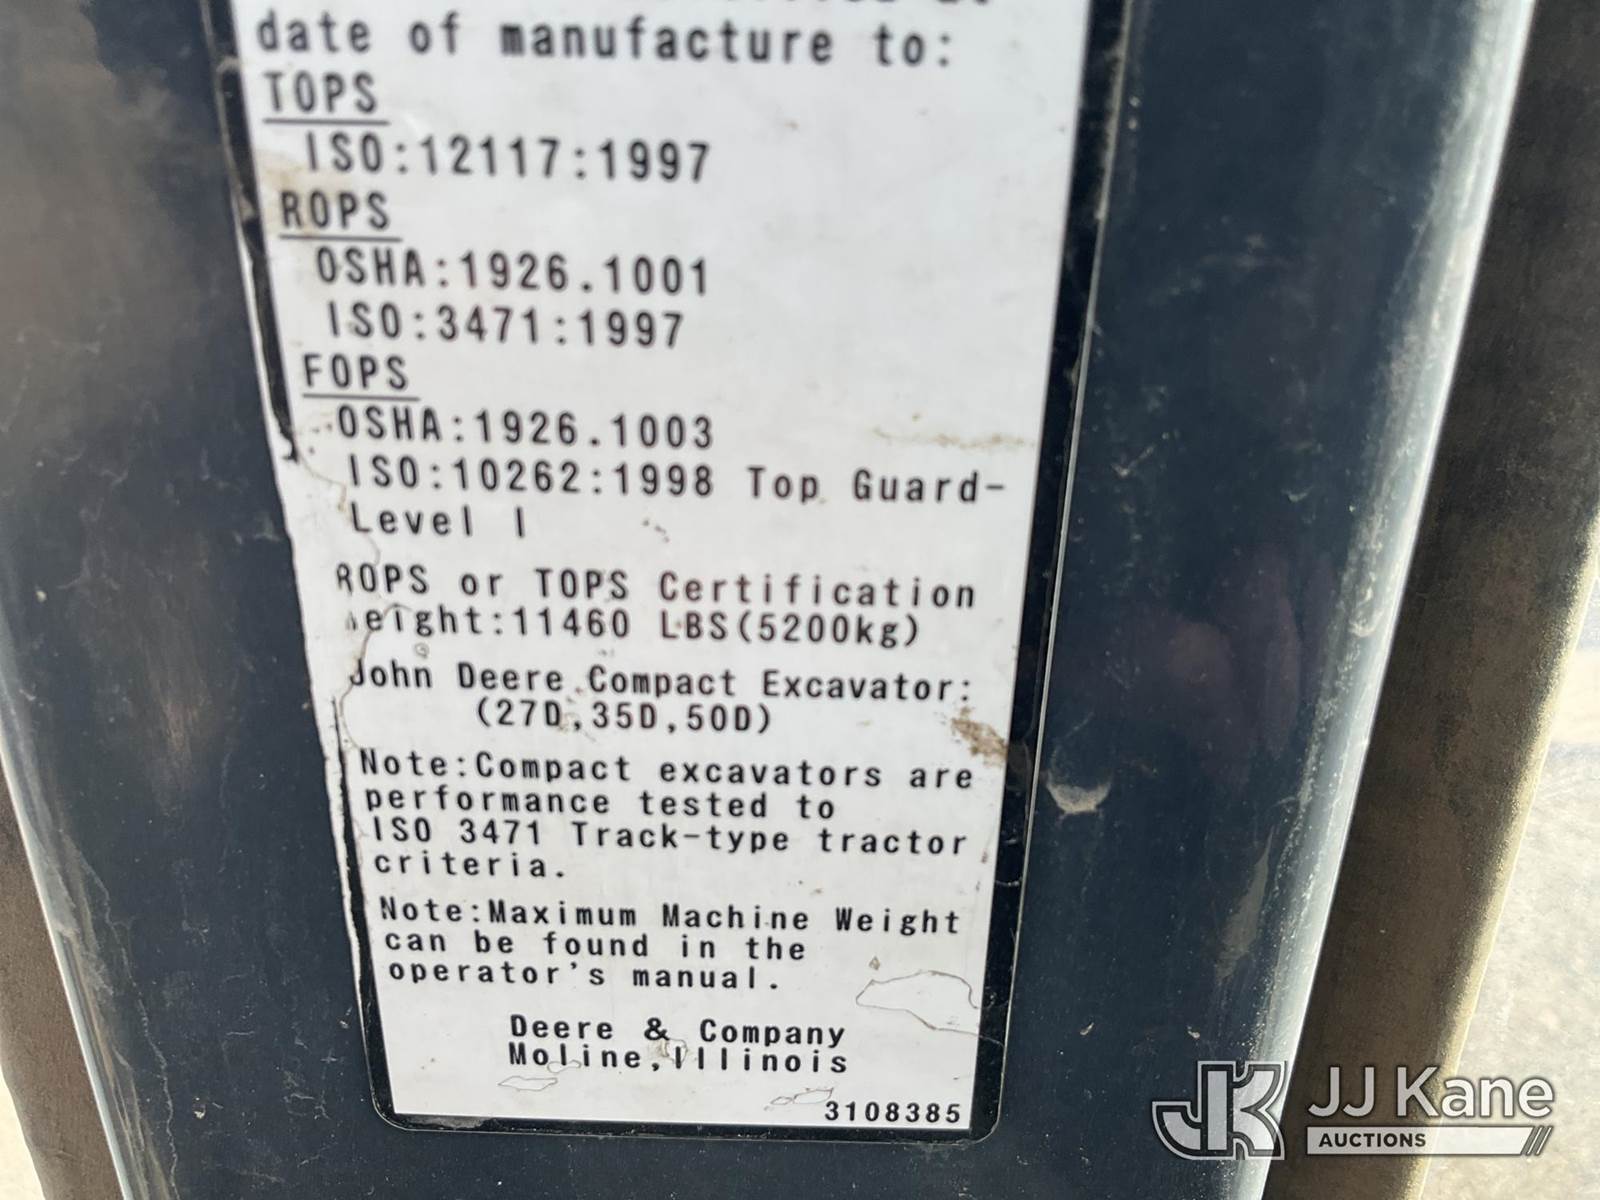 date of manufacture to:
TOPS
ISO:12117:1997
ROPS
OSHA:1926.1001
ISO:3471:1997
FOPS
OSHA:1926.1003
ISO:10262:1998 Top Guard-
Level I
ROPS or TOPS Certification
weight:11460 LBS(5200kg)
John Deere Compact Excavator:
(27D,35D,50D)
Note:Compact excavators are
performance tested to
ISO 3471 Track-type tractor
criteria.
Note:Maximum Machine Weight
can be found in the
operator's manual.
Deere & Company
Moline,Illinois
3108385
JJ Kane
AUCTIONS